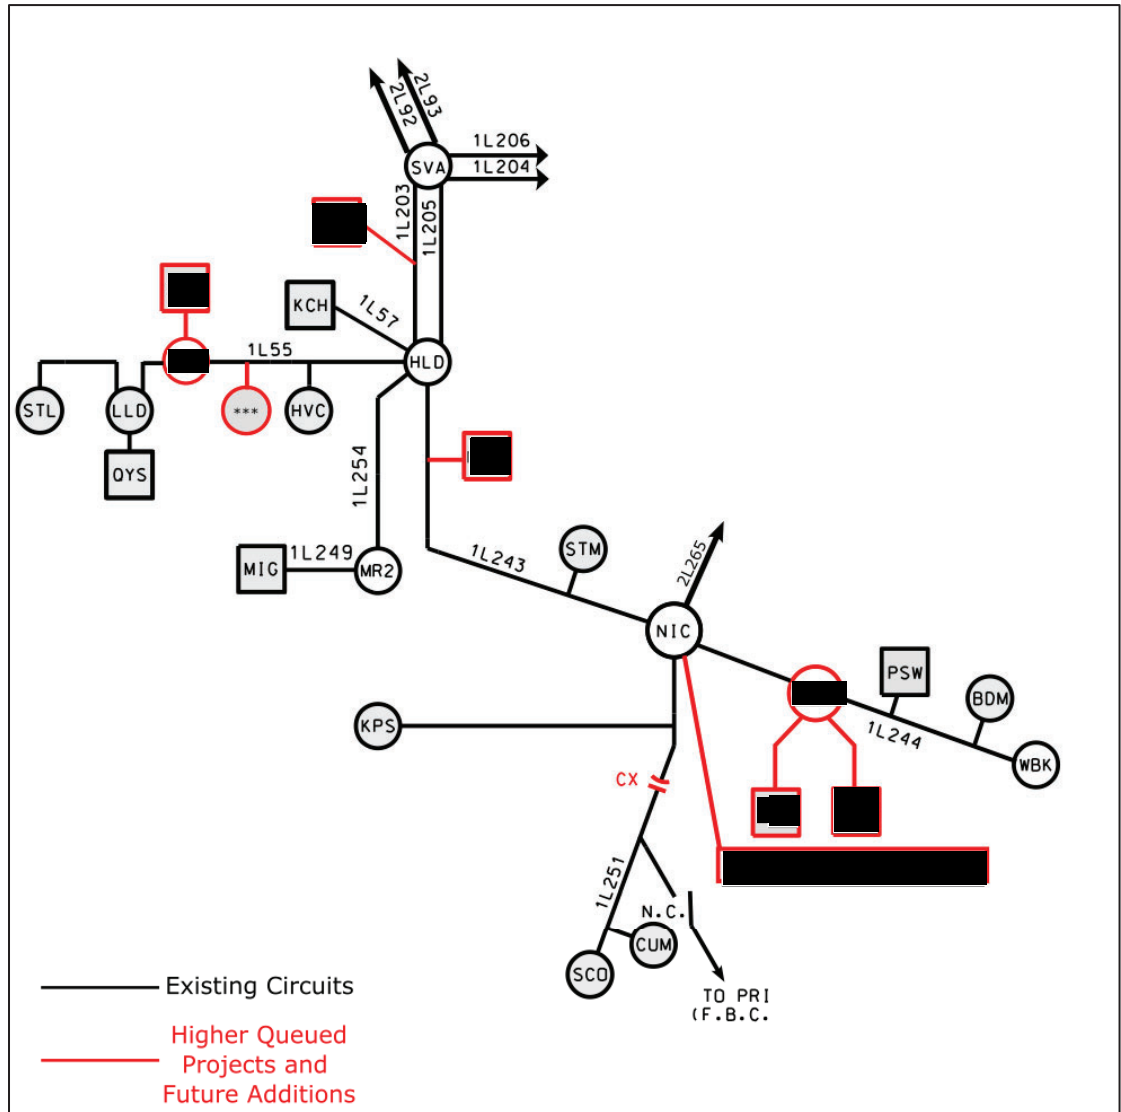 2L92
2L93
1L206
1L204
SVA
1L203
1L205
KCH
1L57
1L55
HLD
STL
LLD
***
HVC
QYS
1L254
STM
2L265
MIG
1L249
MR2
1L243
NIC
PSW
KPS
BDM
1L244
WBK
CX
1L251
N.C.
CUM
SCO
TO PRI
(F.B.C.
Existing Circuits
Higher Queued
Projects and
Future Additions